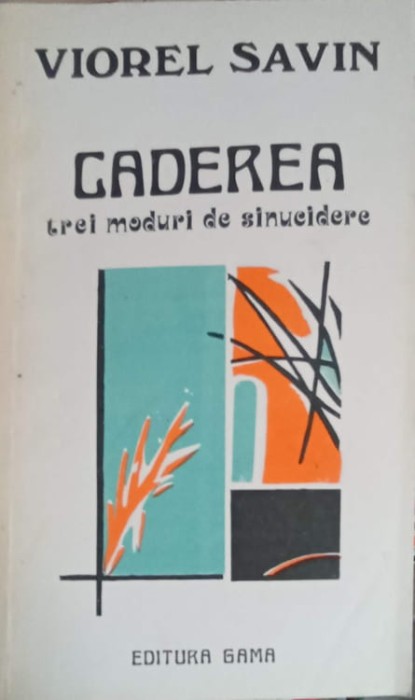 VIOREL SAVIN
CADEREA
trei moduri de sinucidere
EDITURA GAMA